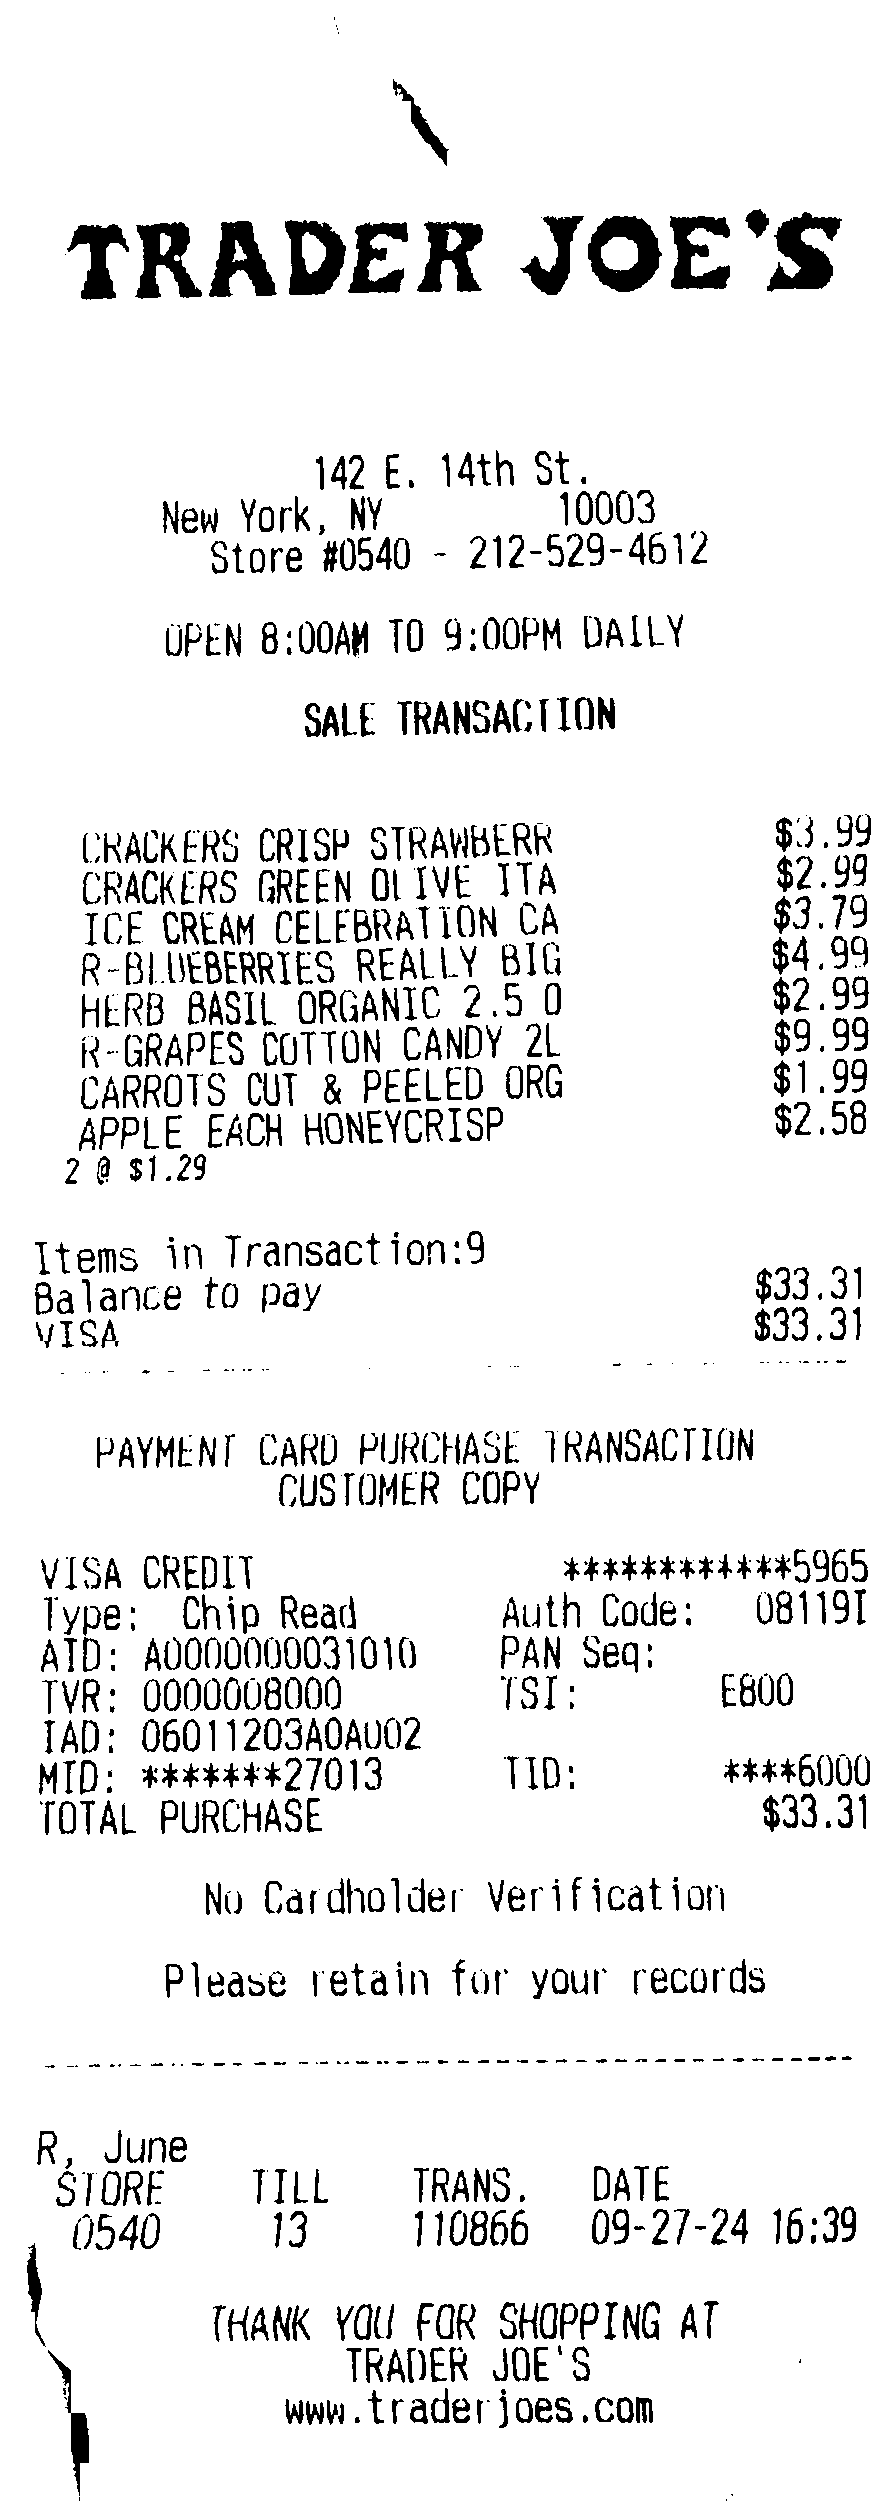 TRADER JOE'S
142 E. 14th St.
New York, NY 10003
Store #0540 - 212-529-4612
OPEN 8:00AM TO 9:00PM DAILY
SALE TRANSACTION
CRACKERS CRISP STRAWBERR $3.99
CRACKERS GREEN OLIVE ITA $2.99
ICE CREAM CELEBRATION CA $3.79
R-BLUEBERRIES REALLY BIG $4.99
HERB BASIL ORGANIC 2.5 O $2.99
R-GRAPES COTTON CANDY 2L $9.99
CARROTS CUT & PEELED ORG $1.99
APPLE EACH HONEYCRISP $2.58
2 @ $1.29
Items in Transaction:9
Balance to pay $33.31
VISA $33.31
PAYMENT CARD PURCHASE TRANSACTION
CUSTOMER COPY
VISA CREDIT ************5965
Type: Chip Read Auth Code: 08119I
AID: A0000000031010 PAN Seq:
TVR: 0000008000 TSI: E800
IAD: 06011203A0A002
MID: *******27013 TID: ****6000
TOTAL PURCHASE $33.31
No Cardholder Verification
Please retain for your records
R, June
STORE TILL TRANS. DATE
0540 13 110866 09-27-24 16:39
THANK YOU FOR SHOPPING AT
TRADER JOE'S
www.traderjoes.com